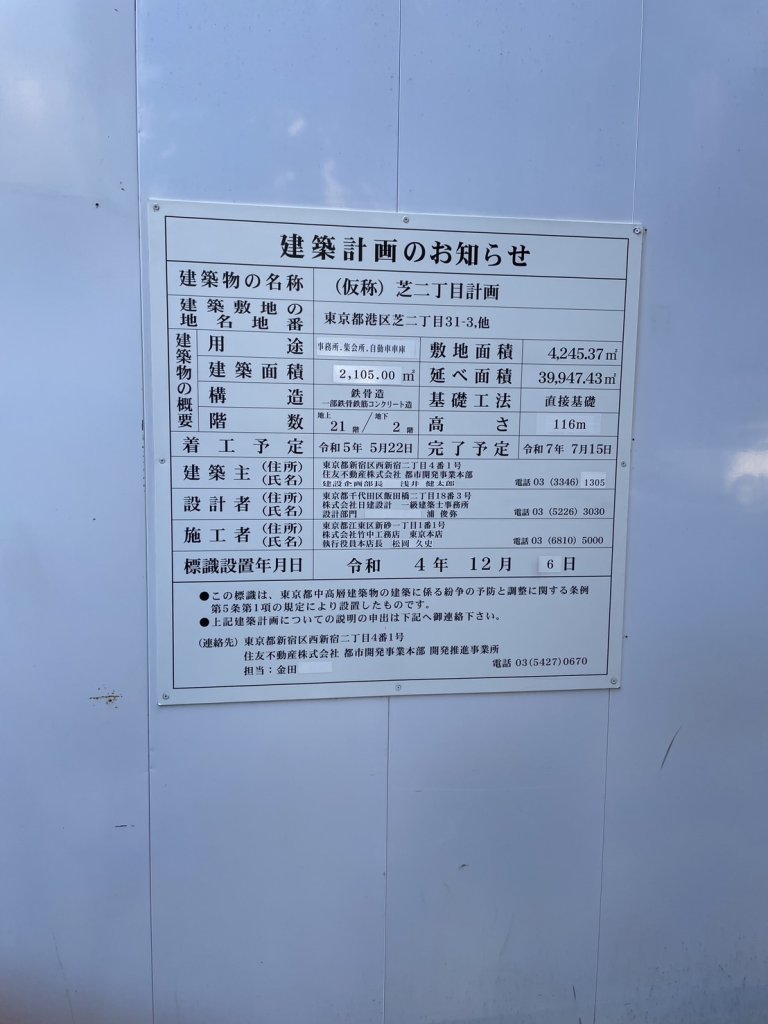 建築計画のお知らせ
建築物の名称 (仮称) 芝二丁目計画
建築敷地の地名地番 東京都港区芝二丁目31-3,他
建築物の概要
用途 事務所、集会所、自動車車庫 敷地面積 4,245.37㎡
建築面積 2,105.00㎡ 延べ面積 39,947.43㎡
構造 鉄骨造
一部鉄骨鉄筋コンクリート造 基礎工法 直接基礎
階数 地上 21階/地下 2階 高さ 116m
着工予定 令和5年 5月22日 完了予定 令和7年 7月15日
建築主 (住所) 東京都新宿区西新宿二丁目4番1号
(氏名) 住友不動産株式会社 都市開発事業本部
建設企画部長 浅井 健太郎 電話 03 (3346) 1305
設計者 (住所) 東京都千代田区飯田橋二丁目18番3号
(氏名) 株式会社日建設計 一級建築士事務所
設計部門 浦 俊弥 電話 03 (5226) 3030
施工者 (住所) 東京都江東区新砂一丁目1番1号
(氏名) 株式会社竹中工務店 東京本店
執行役員本店長 松岡 久史 電話 03 (6810) 5000
標識設置年月日 令和 4年 12月 6日
●この標識は、東京都中高層建築物の建築に係る紛争の予防と調整に関する条例
第5条第1項の規定により設置したものです。
●上記建築計画についての説明の申出は下記へ御連絡下さい。
(連絡先) 東京都新宿区西新宿二丁目4番1号
住友不動産株式会社 都市開発事業本部 開発推進事業所
担当：金田 電話 03(5427)0670